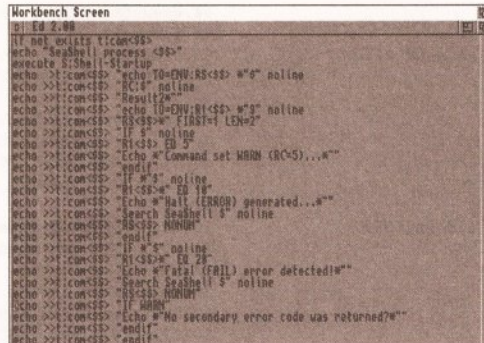 Workbench Screen
Ed 2.00
if not exists t:com<$$>
echo "SeaShell process <$$>"
execute S:Shell-Startup
echo >t:com<$$> "echo TO=ENV:RS<$$> *"$" noline
echo >>t:com<$$> "RC:$" noline
echo >>t:com<$$> "Result2*""
echo >>t:com<$$> "echo TO=ENV:R1<$$> *"$" noline
echo >>t:com<$$> "RS<$$>*" FIRST=1 LEN=2"
echo >>t:com<$$> "IF $" noline
echo >>t:com<$$> "R1<$$> EQ 5"
echo >>t:com<$$> "Echo *"Command set WARN (RC=5)...*""
echo >>t:com<$$> "endif"
echo >>t:com<$$> "IF *"$" noline
echo >>t:com<$$> "R1<$$>*" EQ 10"
echo >>t:com<$$> "Echo *"Halt (ERROR) generated...*""
echo >>t:com<$$> "Search SeaShell $" noline
echo >>t:com<$$> "RS<$$> NONUM"
echo >>t:com<$$> "endif"
echo >>t:com<$$> "IF *"$" noline
echo >>t:com<$$> "R1<$$>*" EQ 20"
echo >>t:com<$$> "Echo *"Fatal (FAIL) error detected!*""
echo >>t:com<$$> "Search SeaShell $" noline
echo >>t:com<$$> "RS<$$> NONUM"
echo >>t:com<$$> "IF WARN"
echo >>t:com<$$> "Echo *"No secondary error code was returned?*""
echo >>t:com<$$> "endif"
echo >>t:com<$$> "endif"